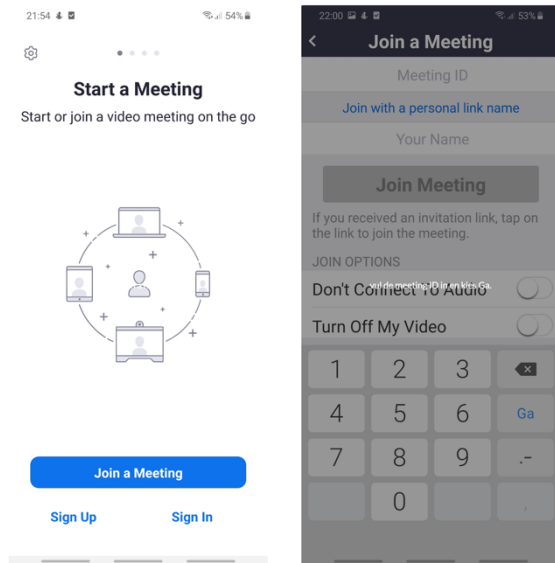 21:54
54%
Start a Meeting
Start or join a video meeting on the go
Join a Meeting
Sign Up
Sign In
22:00
53%
Join a Meeting
Meeting ID
Join with a personal link name
Your Name
Join Meeting
If you received an invitation link, tap on
the link to join the meeting.
JOIN OPTIONS
Don't Connect To Audio
vul de meeting ID in en kies Ga.
Turn Off My Video
1 2 3
4 5 6 Ga
7 8 9 .-
0 ,